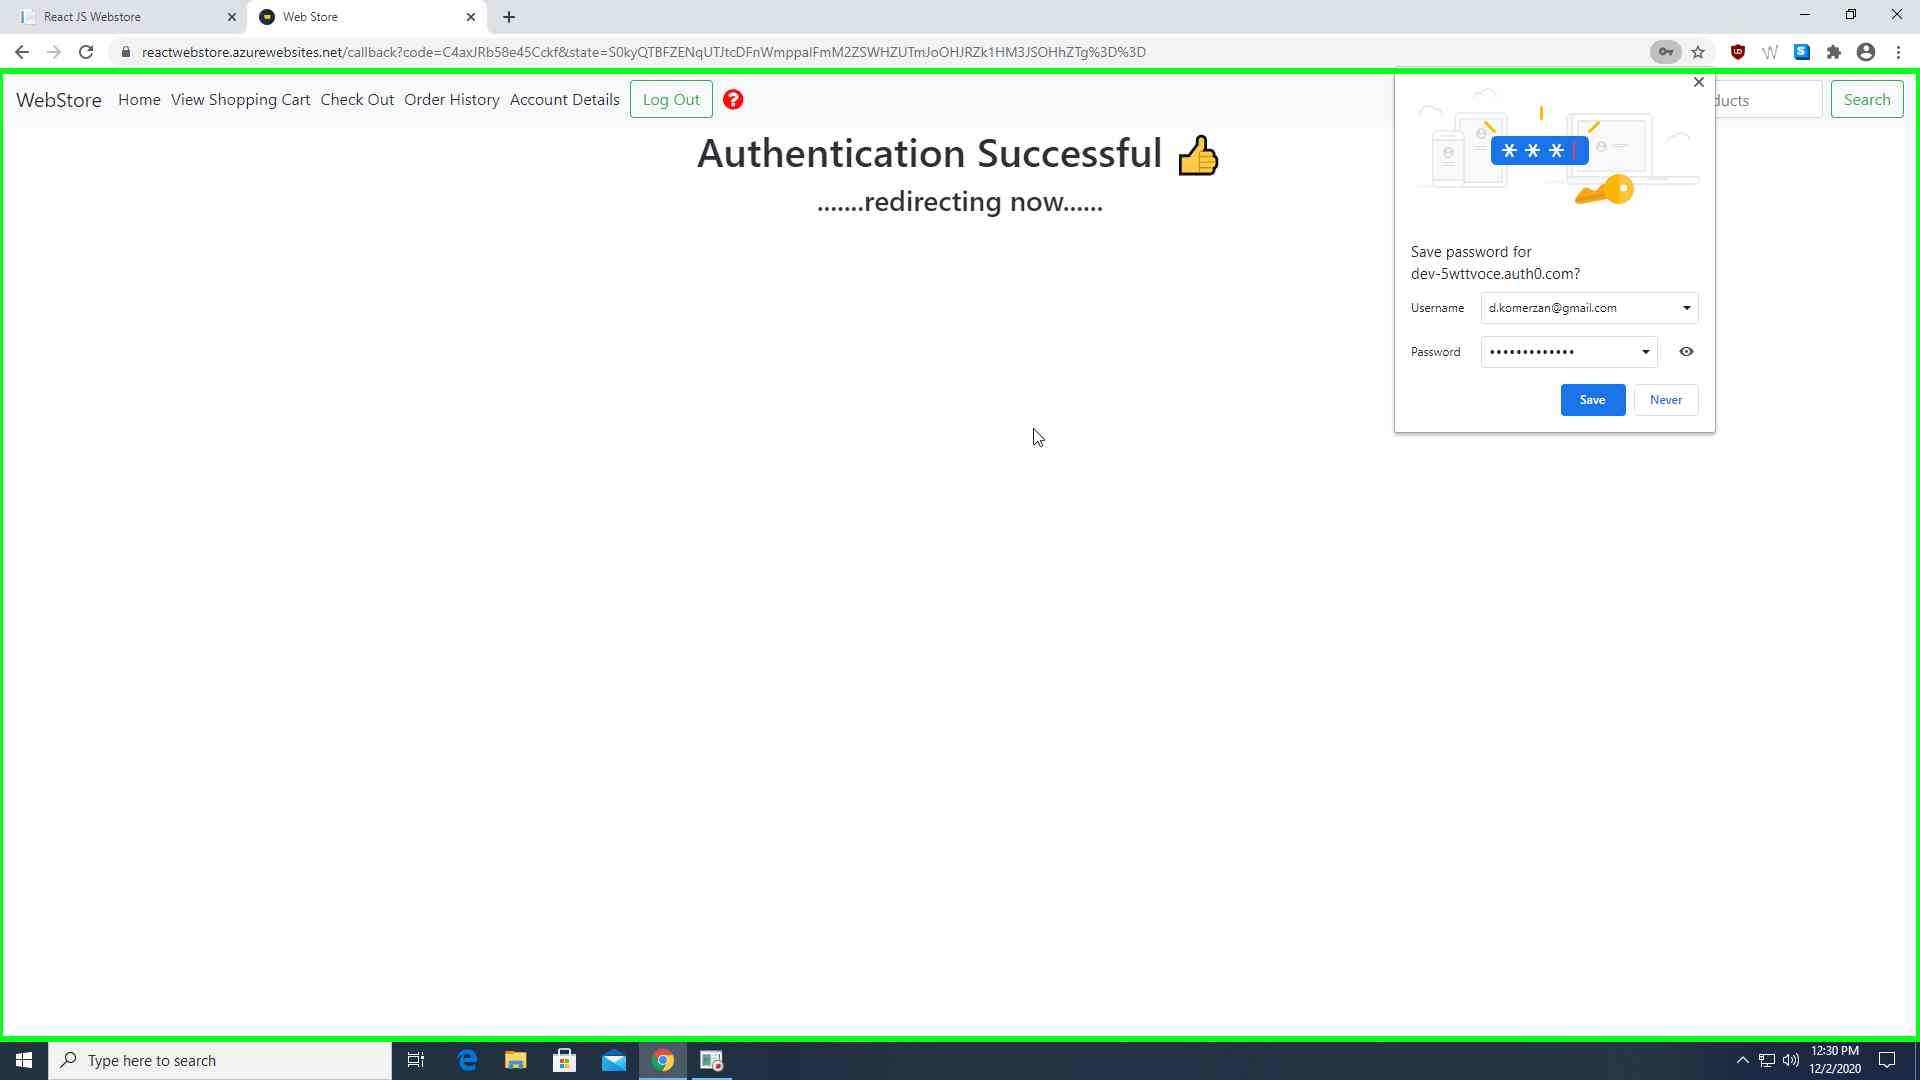 React JS Webstore
Web Store
reactwebstore.azurewebsites.net/callback?code=C4axJRb58e45Cckf&state=S0kyQTBFZENqUTJtcDFnWmppalFmM2ZSWHZUTmJoOHJRZk1HM3JSOHhZTg%3D%3D
WebStore Home View Shopping Cart Check Out Order History Account Details Log Out ? ducts Search
Authentication Successful
.......redirecting now......
* * *
Save password for
dev-5wttvoce.auth0.com?
Username d.komerzan@gmail.com
Password •••••••••••••
Save Never
Type here to search
12:30 PM
12/2/2020